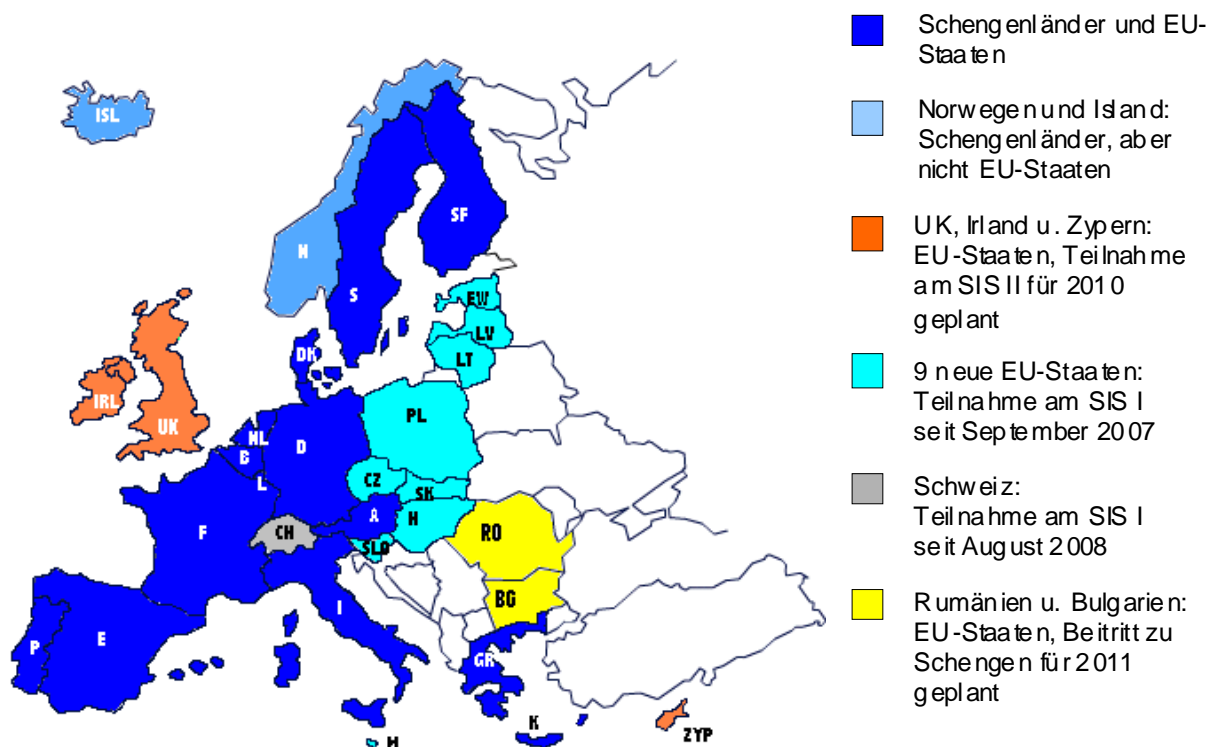 Schengenländer und EU-
Staaten
Norwegen und Island:
Schengenländer, aber
nicht EU-Staaten
UK, Irland u. Zypern:
EU-Staaten, Teilnahme
am SIS II für 2010
geplant
9 neue EU-Staaten:
Teilnahme am SIS I
seit September 2007
Schweiz:
Teilnahme am SIS I
seit August 2008
Rumänien u. Bulgarien:
EU-Staaten, Beitritt zu
Schengen für 2011
geplant
ISL
SF
N
S
EW
LV
LT
DK
IRL
UK
NL
B
L
D
PL
CZ
SK
A
H
SLO
CH
F
RO
BG
I
P
E
GR
K
ZYP
M